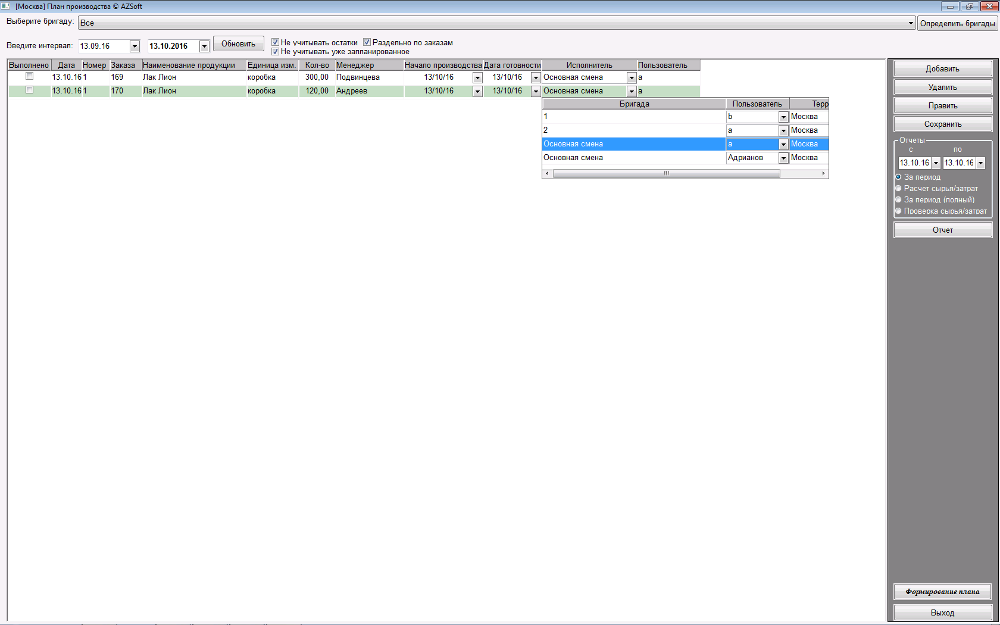 [Москва] План производства © AZSoft
Выберите бригаду: Все Определить бригады
Введите интервал: 13.09.16 13.10.2016 Обновить Не учитывать остатки Раздельно по заказам
Не учитывать уже запланированное
Выполнено Дата Номер Заказа Наименование продукции Единица изм. Кол-во Менеджер Начало производства Дата готовности Исполнитель Пользователь
13.10.16 1 169 Лак Лион коробка 300,00 Подвинцева 13/10/16 13/10/16 Основная смена а
13.10.16 1 170 Лак Лион коробка 120,00 Андреев 13/10/16 13/10/16 Основная смена а
Бригада Пользователь Терр
1 b Москва
2 а Москва
Основная смена а Москва
Основная смена Адрианов Москва
Добавить
Удалить
Править
Сохранить
Отчеты
с по
13.10.16 13.10.16
За период
Расчет сырья/затрат
За период (полный)
Проверка сырья/затрат
Отчет
Формирование плана
Выход